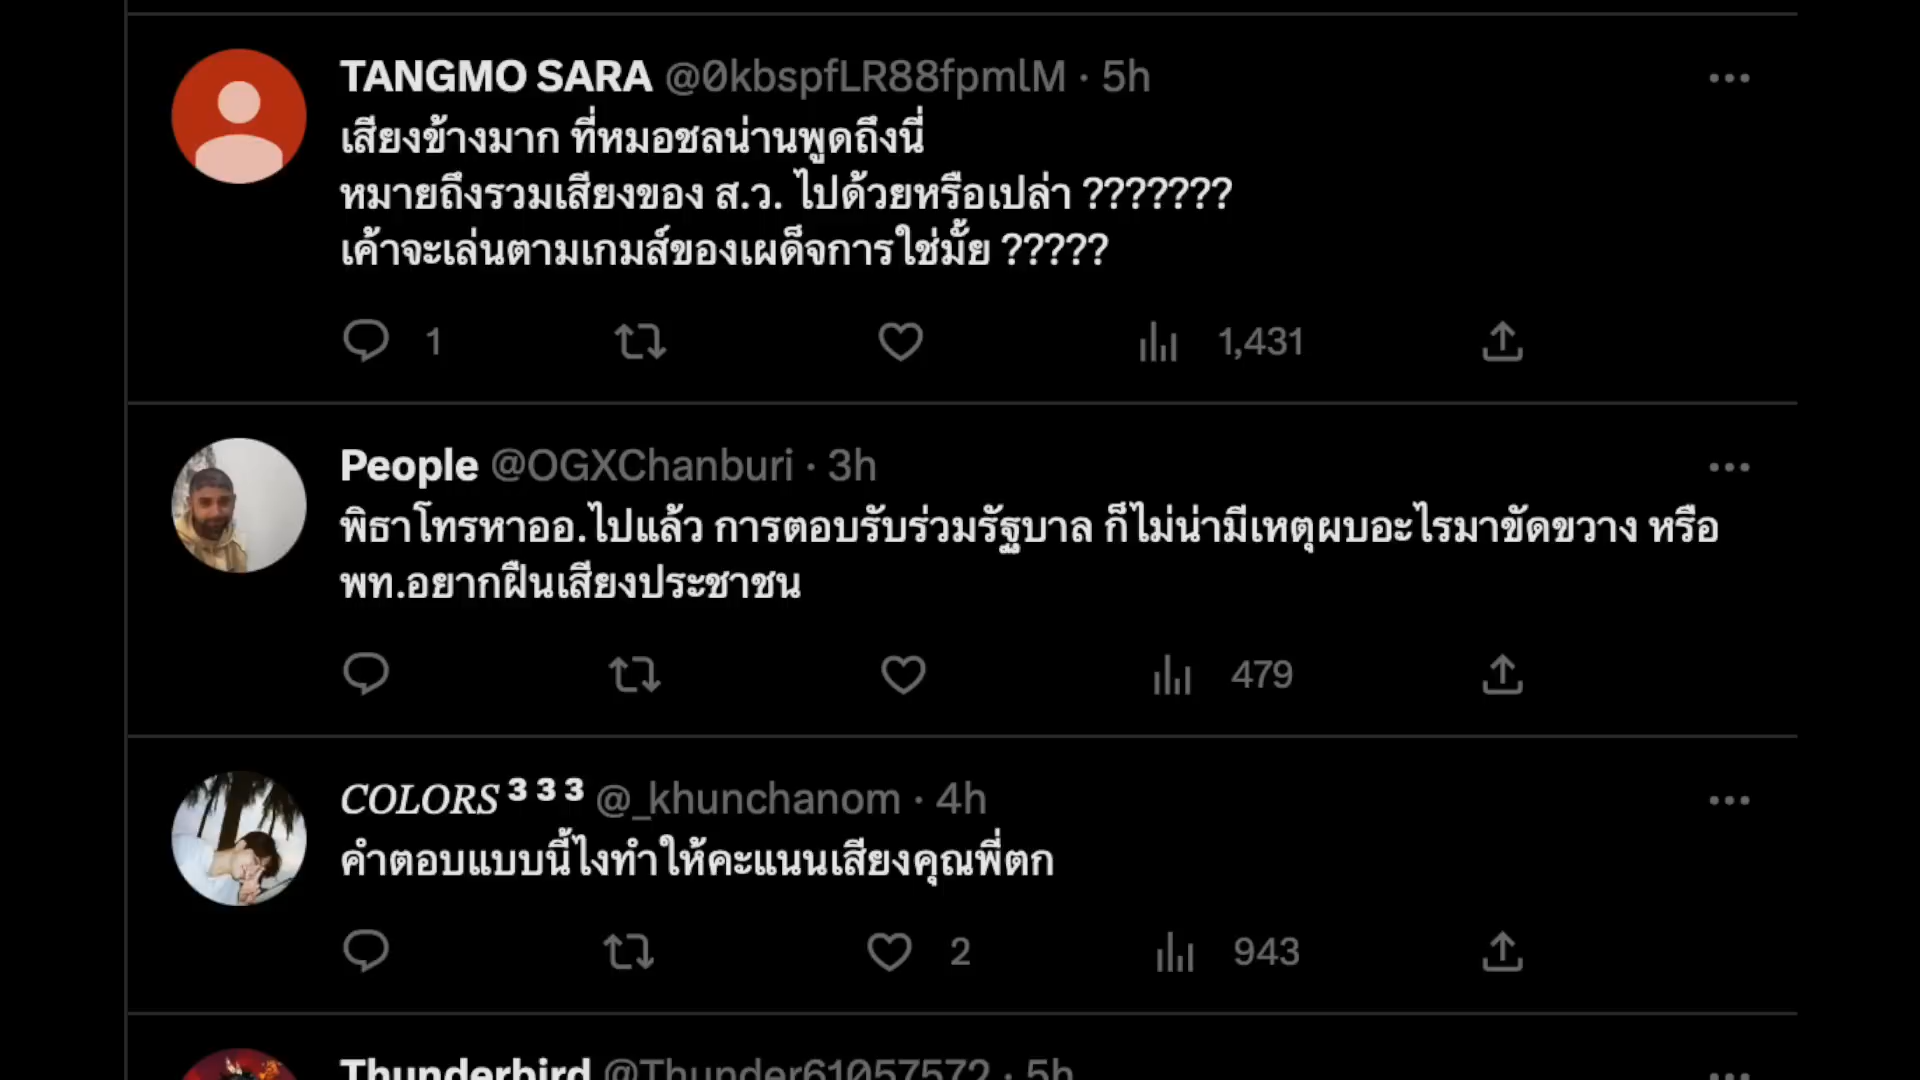 TANGMO SARA @0kbspfLR88fpmlM · 5h
เสียงข้างมาก ที่หมอชลน่านพูดถึงนี่
หมายถึงรวมเสียงของ ส.ว. ไปด้วยหรือเปล่า ???????
เค้าจะเล่นตามเกมส์ของเผด็จการใช่มั้ย ?????
1 1,431
People @OGXChanburi · 3h
พิธาโทรหาออ.ไปแล้ว การตอบรับร่วมรัฐบาล ก็ไม่น่ามีเหตุผบอะไรมาขัดขวาง หรือ
พท.อยากฝืนเสียงประชาชน
479
COLORS ³ ³ ³ @_khunchanom · 4h
คำตอบแบบนี้ไงทำให้คะแนนเสียงคุณพี่ตก
2 943
Thunderbird @Thunder61057572 · 5h